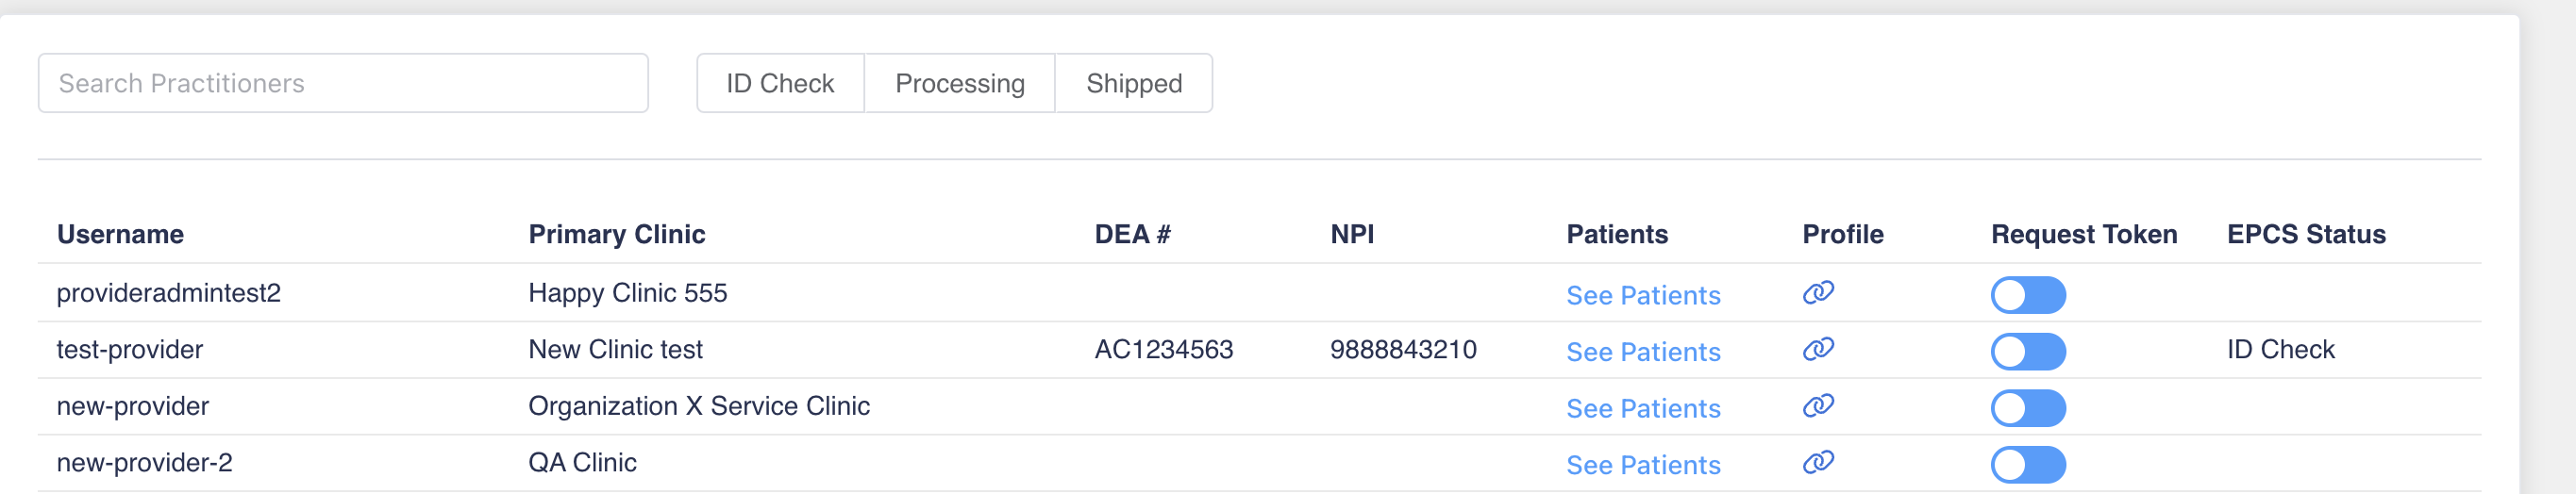 Search Practitioners ID Check Processing Shipped
Username Primary Clinic DEA # NPI Patients Profile Request Token EPCS Status
provideradmintest2 Happy Clinic 555 See Patients
test-provider New Clinic test AC1234563 9888843210 See Patients ID Check
new-provider Organization X Service Clinic See Patients
new-provider-2 QA Clinic See Patients